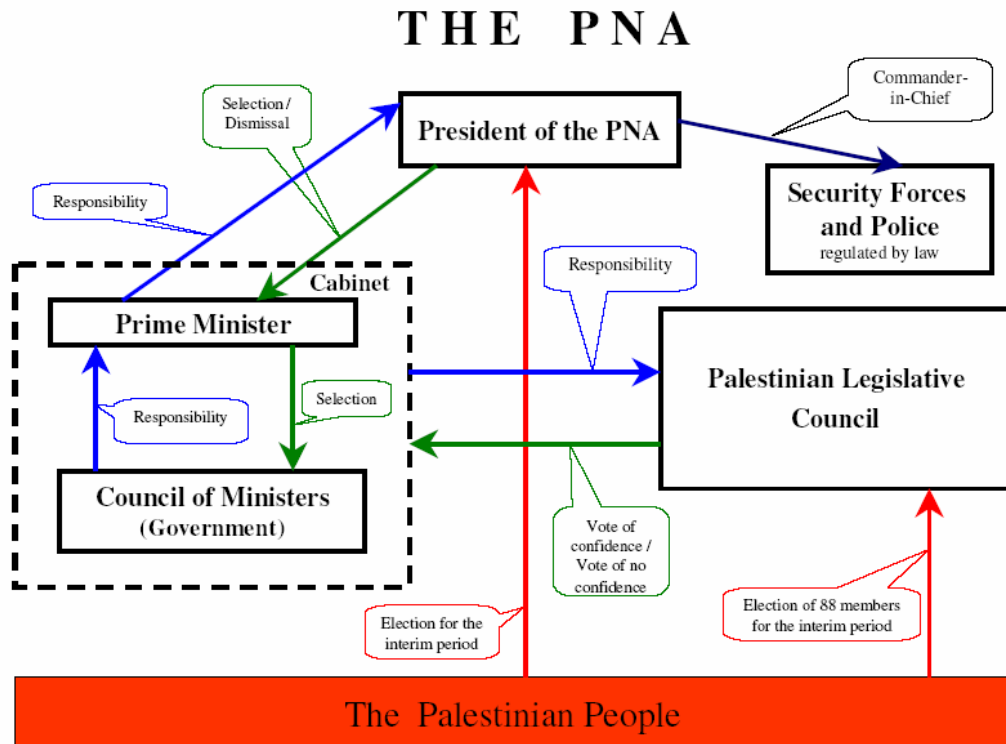 THE PNA
Commander-
in-Chief
Selection /
Dismissal
President of the PNA
Security Forces
and Police
regulated by law
Responsibility
Responsibility
Cabinet
Prime Minister
Palestinian Legislative
Council
Selection
Responsibility
Council of Ministers
(Government)
Vote of
confidence /
Vote of no
confidence
Election for the
interim period
Election of 88 members
for the interim period
The Palestinian People